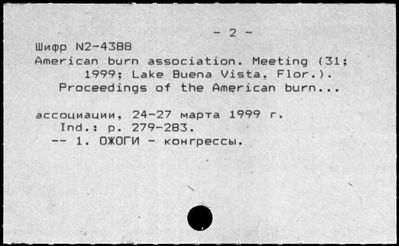 - 2 -
Шифр N2-4388
American burn association. Meeting (31;
1999; Lake Buena Vista, Flor.).
Proceedings of the American burn...
ассоциации, 24-27 марта 1999 г.
Ind.: p. 279-283.
-- 1. ОЖОГИ - конгрессы.